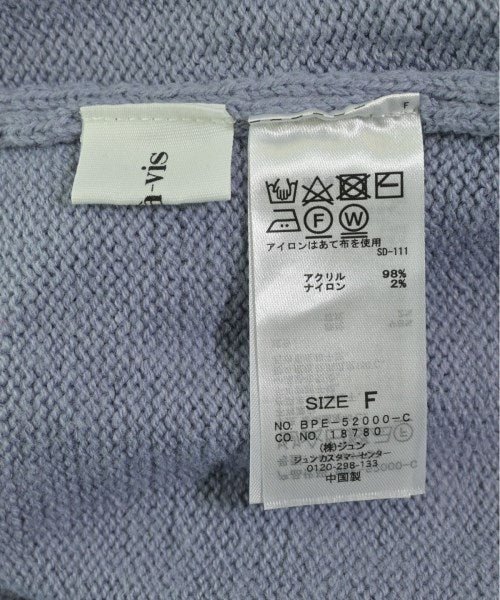 -vis
F
F
W
アイロンはあて布を使用
SD-111
アクリル 98%
ナイロン 2%
SIZE F
NO. BPE-52000-C
CO.NO. 18780
(株)ジュン
ジュンカスタマーセンター
0120-298-133
中国製